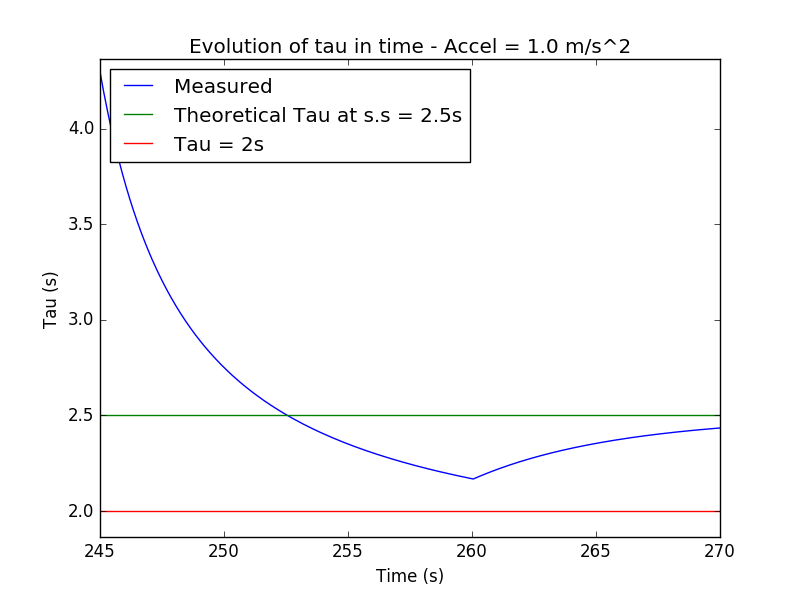 Evolution of tau in time - Accel = 1.0 m/s^2
Measured
Theoretical Tau at s.s = 2.5s
Tau = 2s
4.0
3.5
3.0
2.5
2.0
Tau (s)
245 250 255 260 265 270
Time (s)